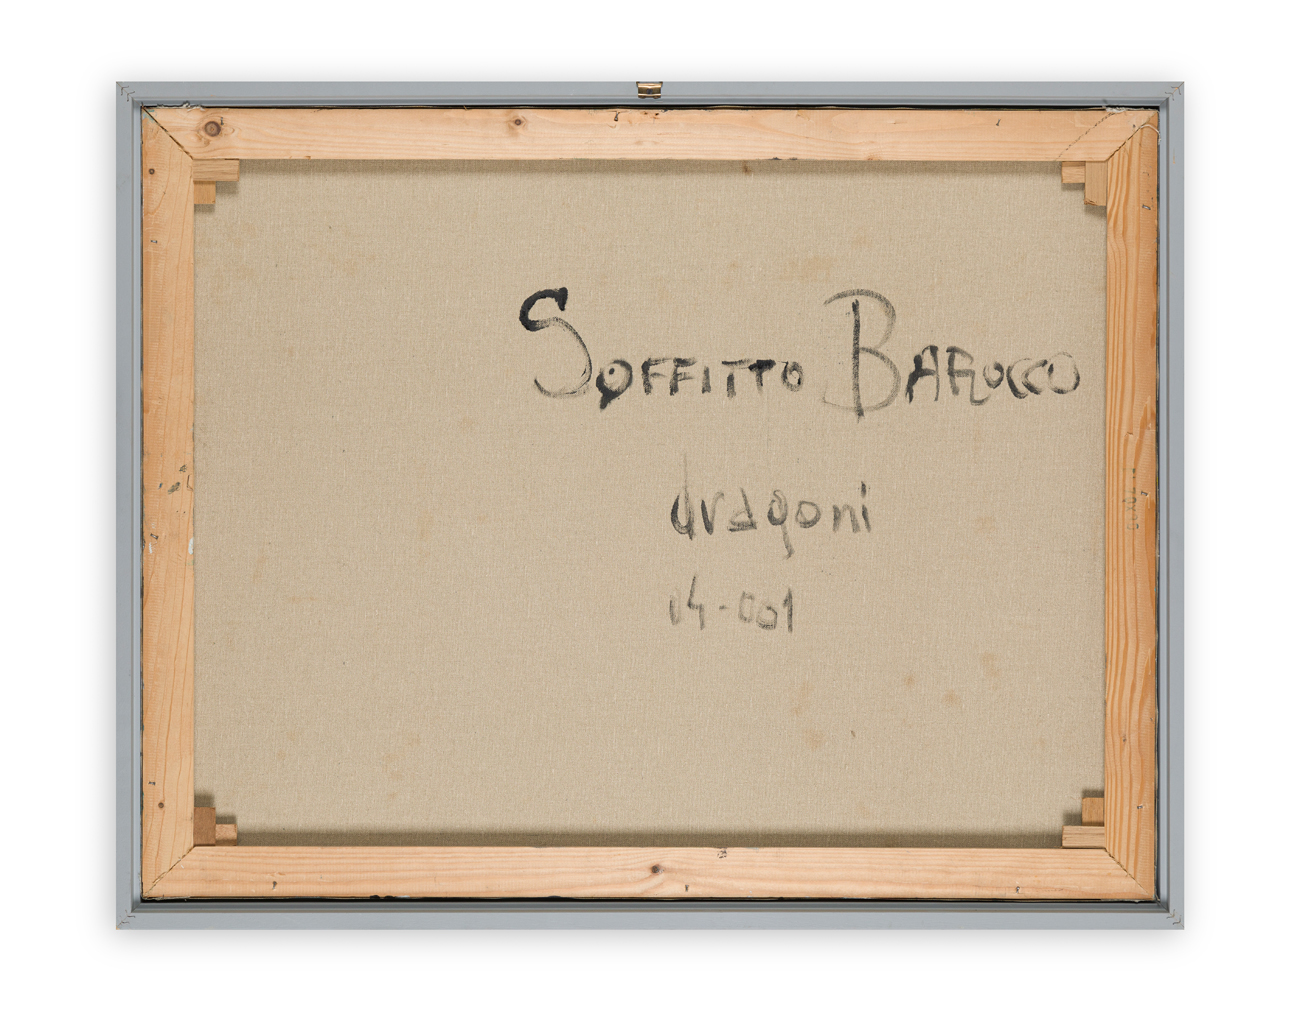 SOFFITTO BAROCCO
dragoni
04-001